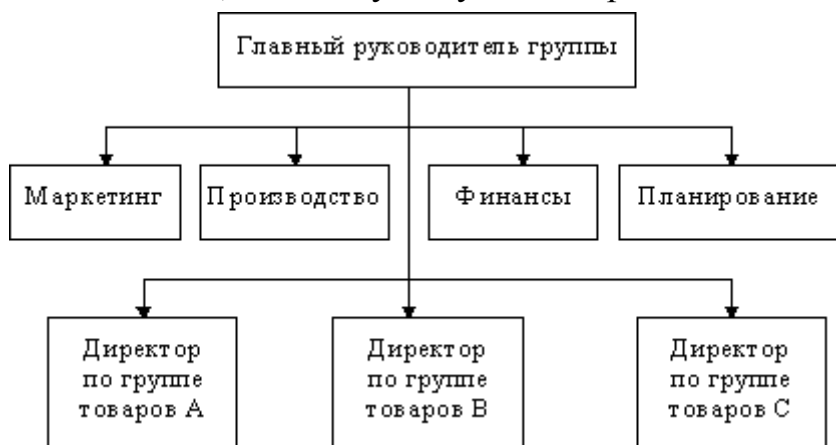 Главный руководитель группы
Маркетинг
Производство
Финансы
Планирование
Директор
по группе
товаров А
Директор
по группе
товаров В
Директор
по группе
товаров С